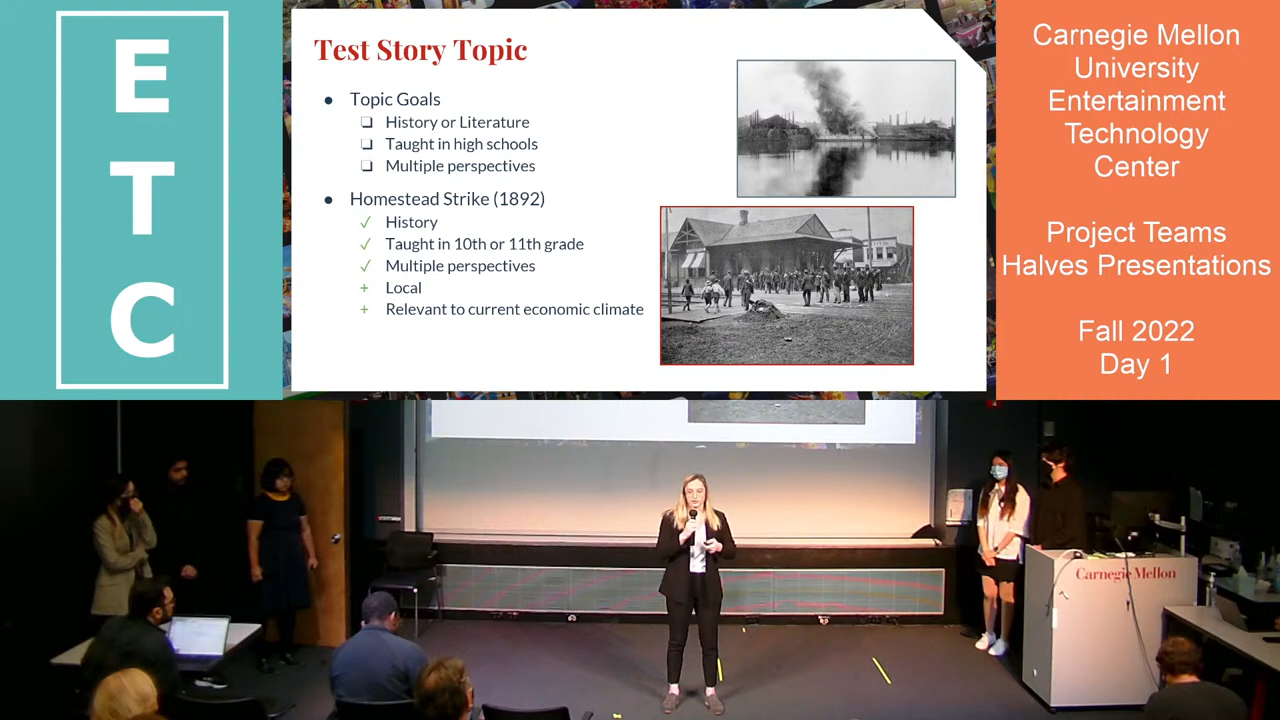 E
T
C
Test Story Topic
● Topic Goals
❏ History or Literature
❏ Taught in high schools
❏ Multiple perspectives
● Homestead Strike (1892)
✓ History
✓ Taught in 10th or 11th grade
✓ Multiple perspectives
+ Local
+ Relevant to current economic climate
Carnegie Mellon
University
Entertainment
Technology
Center
Project Teams
Halves Presentations
Fall 2022
Day 1
Carnegie Mellon